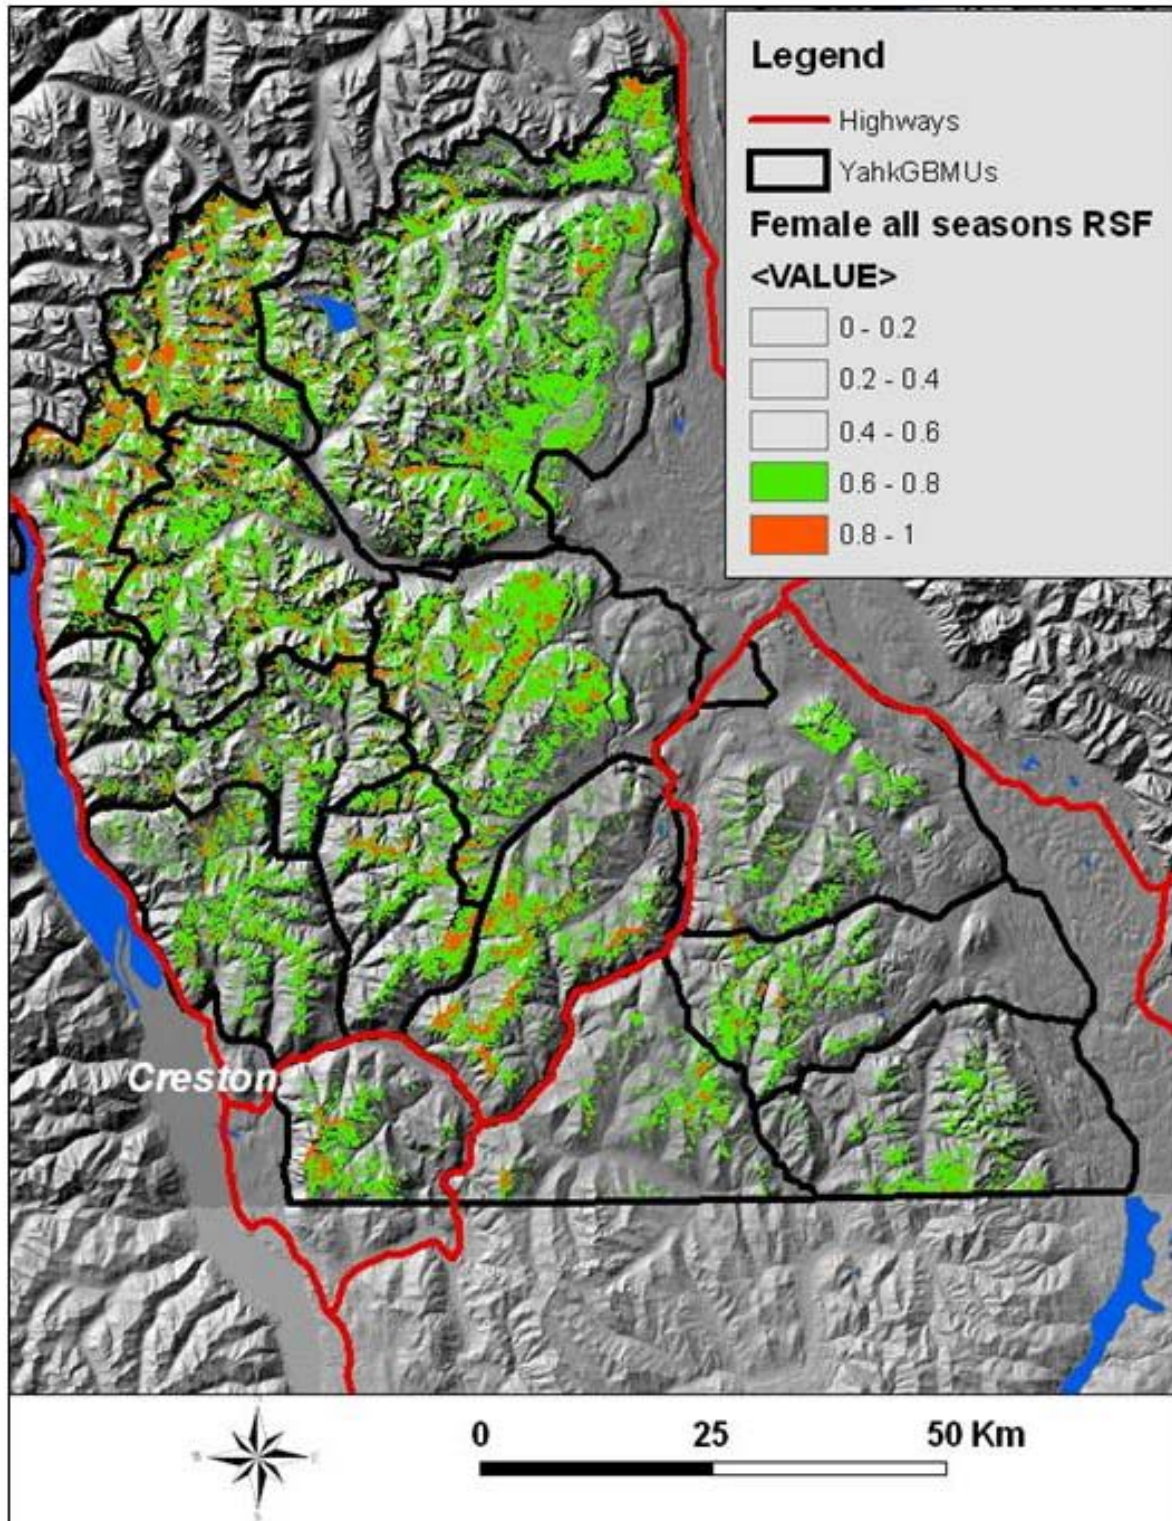 Legend
Highways
YahkGBMUs
Female all seasons RSF
<VALUE>
0 - 0.2
0.2 - 0.4
0.4 - 0.6
0.6 - 0.8
0.8 - 1
Creston
0 25 50 Km